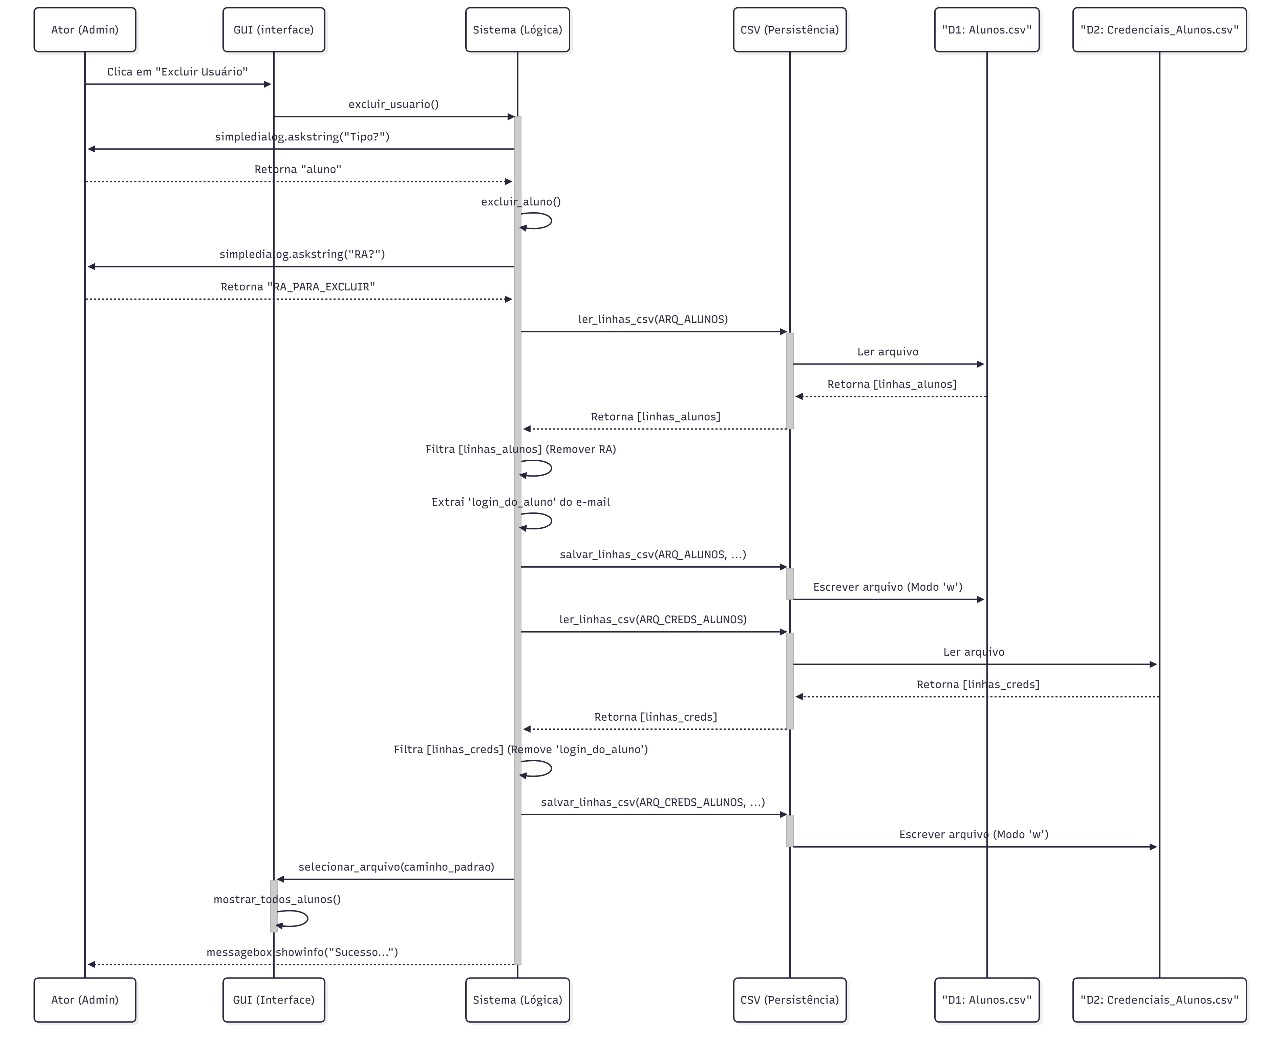 Ator (Admin)
GUI (interface)
Sistema (Lógica)
CSV (Persistência)
"D1: Alunos.csv"
"D2: Credenciais_Alunos.csv"
Clica em "Excluir Usuário"
excluir_usuario()
simpledialog.askstring("Tipo?")
Retorna "aluno"
excluir_aluno()
simpledialog.askstring("RA?")
Retorna "RA_PARA_EXCLUIR"
ler_linhas_csv(ARQ_ALUNOS)
Ler arquivo
Retorna [linhas_alunos]
Retorna [linhas_alunos]
Filtra [linhas_alunos] (Remover RA)
Extrai 'login_do_aluno' do e-mail
salvar_linhas_csv(ARQ_ALUNOS, ...)
Escrever arquivo (Modo 'w')
ler_linhas_csv(ARQ_CREDS_ALUNOS)
Ler arquivo
Retorna [linhas_creds]
Retorna [linhas_creds]
Filtra [linhas_creds] (Remove 'login_do_aluno')
salvar_linhas_csv(ARQ_CREDS_ALUNOS, ...)
Escrever arquivo (Modo 'w')
selecionar_arquivo(caminho_padrao)
mostrar_todos_alunos()
messagebox.showinfo("Sucesso...")
Ator (Admin)
GUI (Interface)
Sistema (Lógica)
CSV (Persistência)
"D1: Alunos.csv"
"D2: Credenciais_Alunos.csv"